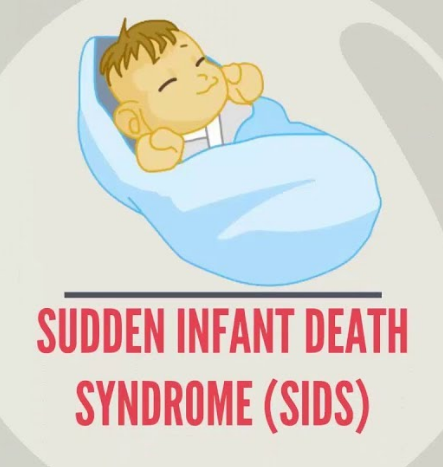 SUDDEN INFANT DEATH
SYNDROME (SIDS)